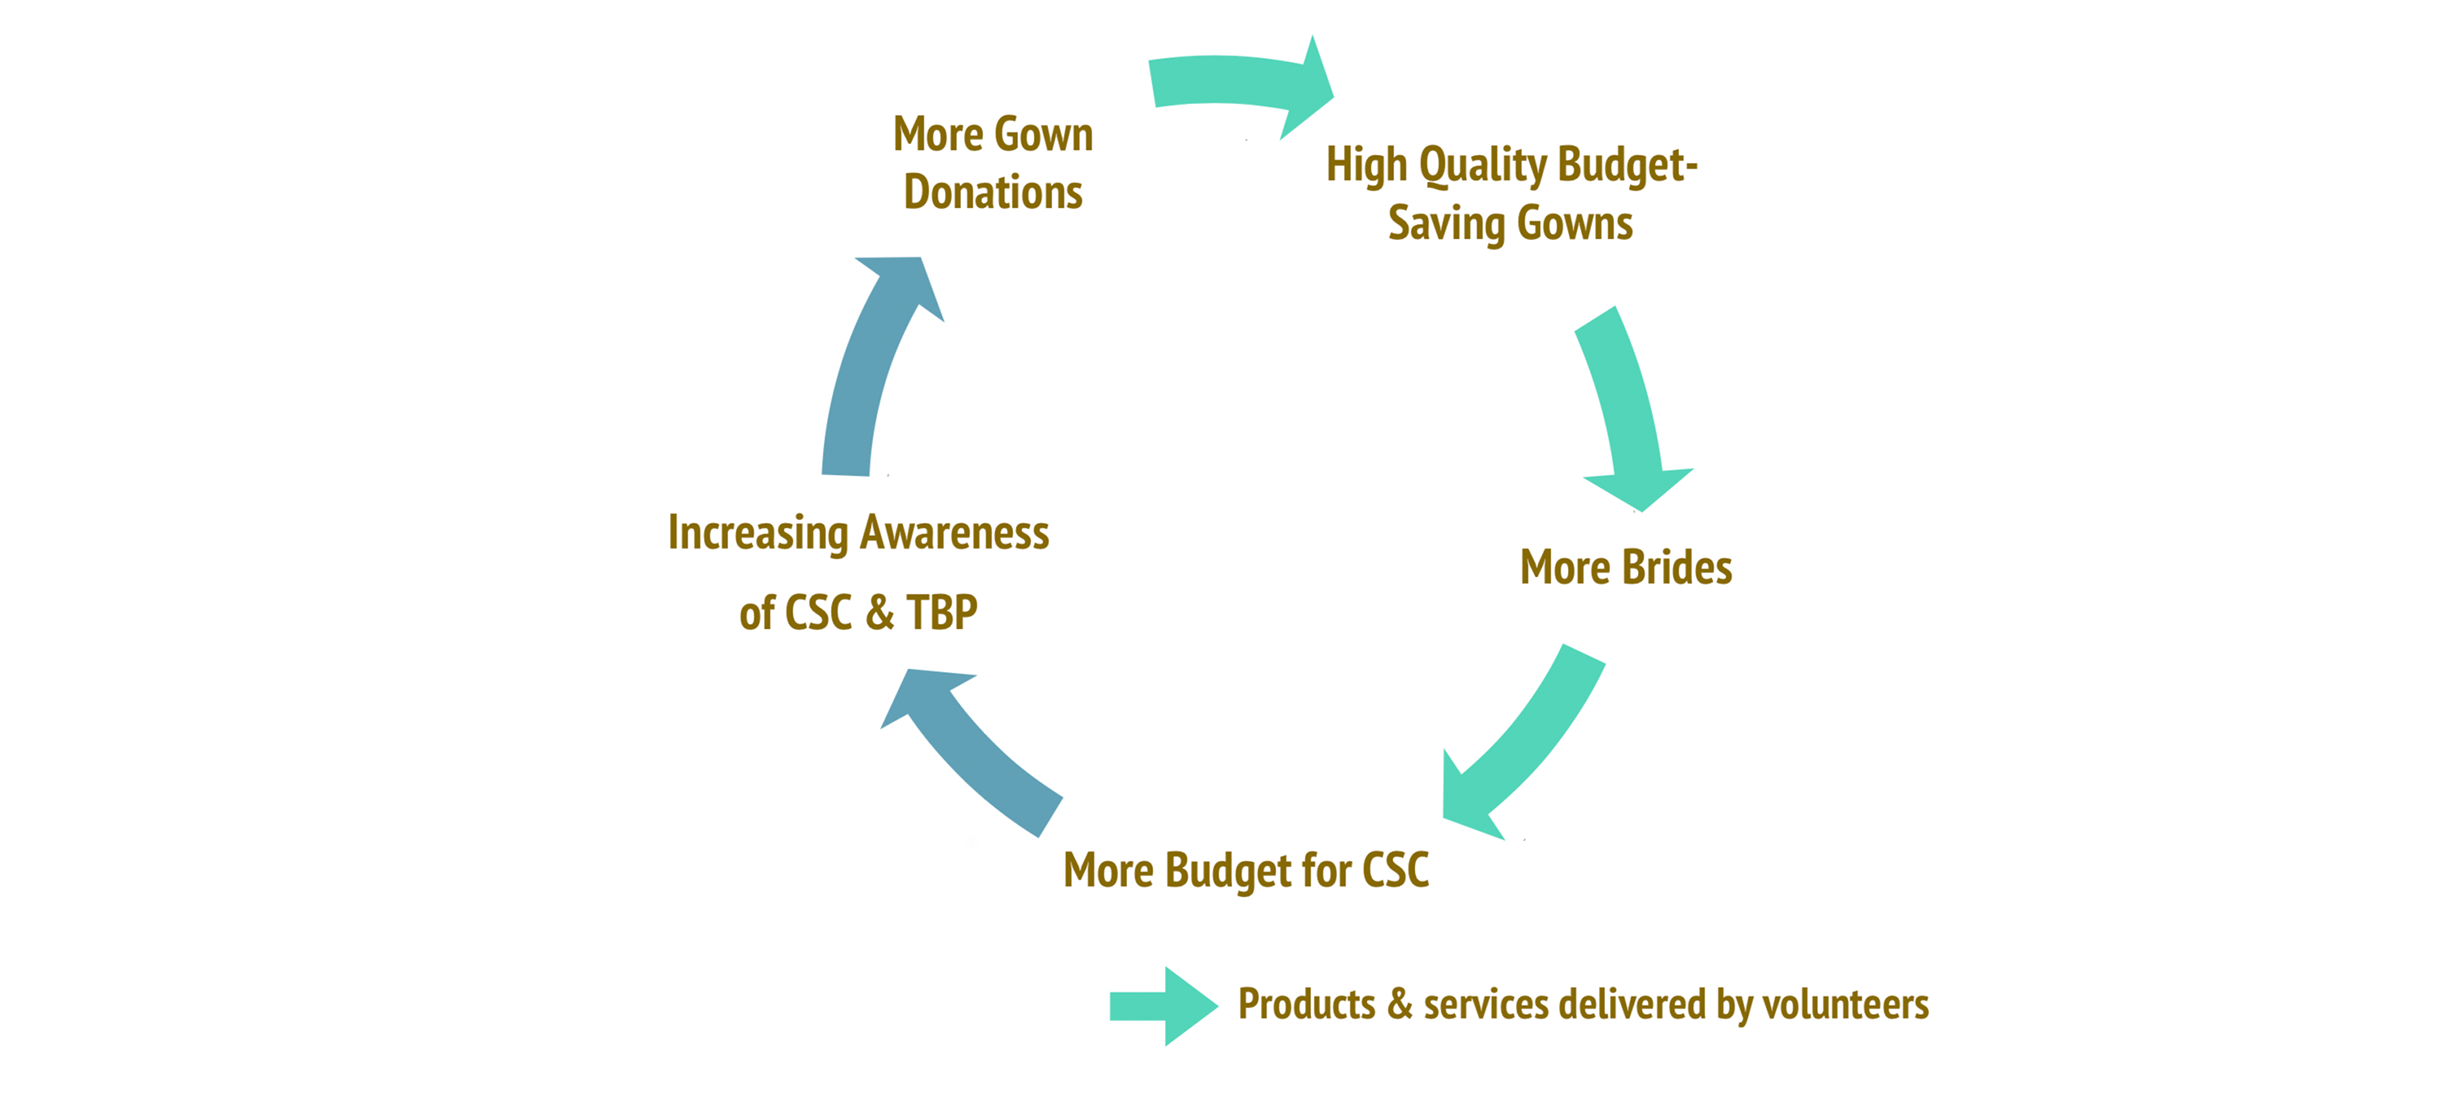 More Gown
Donations
High Quality Budget-
Saving Gowns
More Brides
More Budget for CSC
Increasing Awareness
of CSC & TBP
Products & services delivered by volunteers